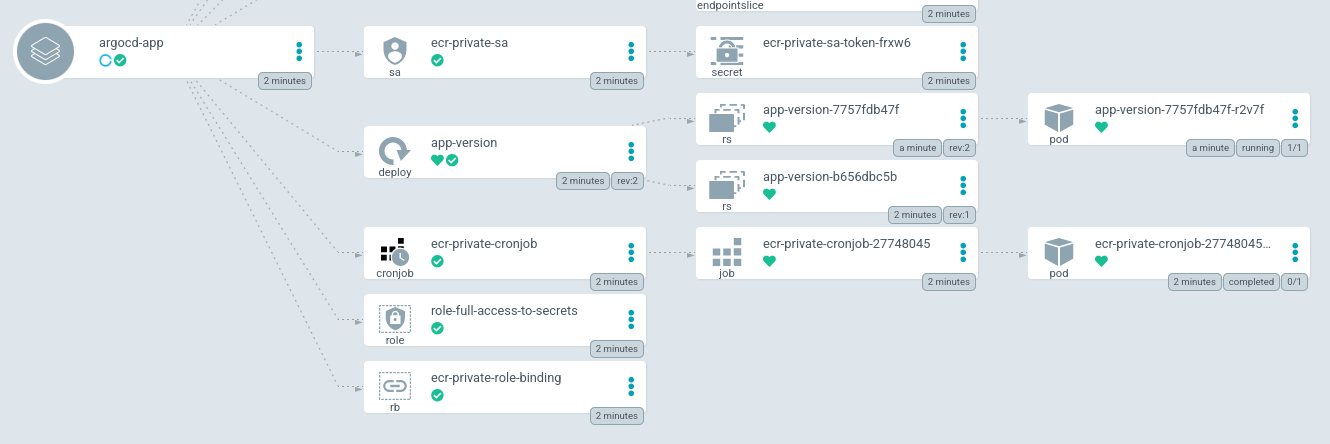 endpointslice
2 minutes
argocd-app
2 minutes
ecr-private-sa
sa
2 minutes
ecr-private-sa-token-frxw6
secret
2 minutes
app-version-7757fdb47f
rs
a minute
rev:2
app-version-7757fdb47f-r2v7f
pod
a minute
running
1/1
app-version
deploy
2 minutes
rev:2
app-version-b656dbc5b
rs
2 minutes
rev:1
ecr-private-cronjob
cronjob
2 minutes
ecr-private-cronjob-27748045
job
2 minutes
ecr-private-cronjob-27748045...
pod
2 minutes
completed
0/1
role-full-access-to-secrets
role
2 minutes
ecr-private-role-binding
rb
2 minutes